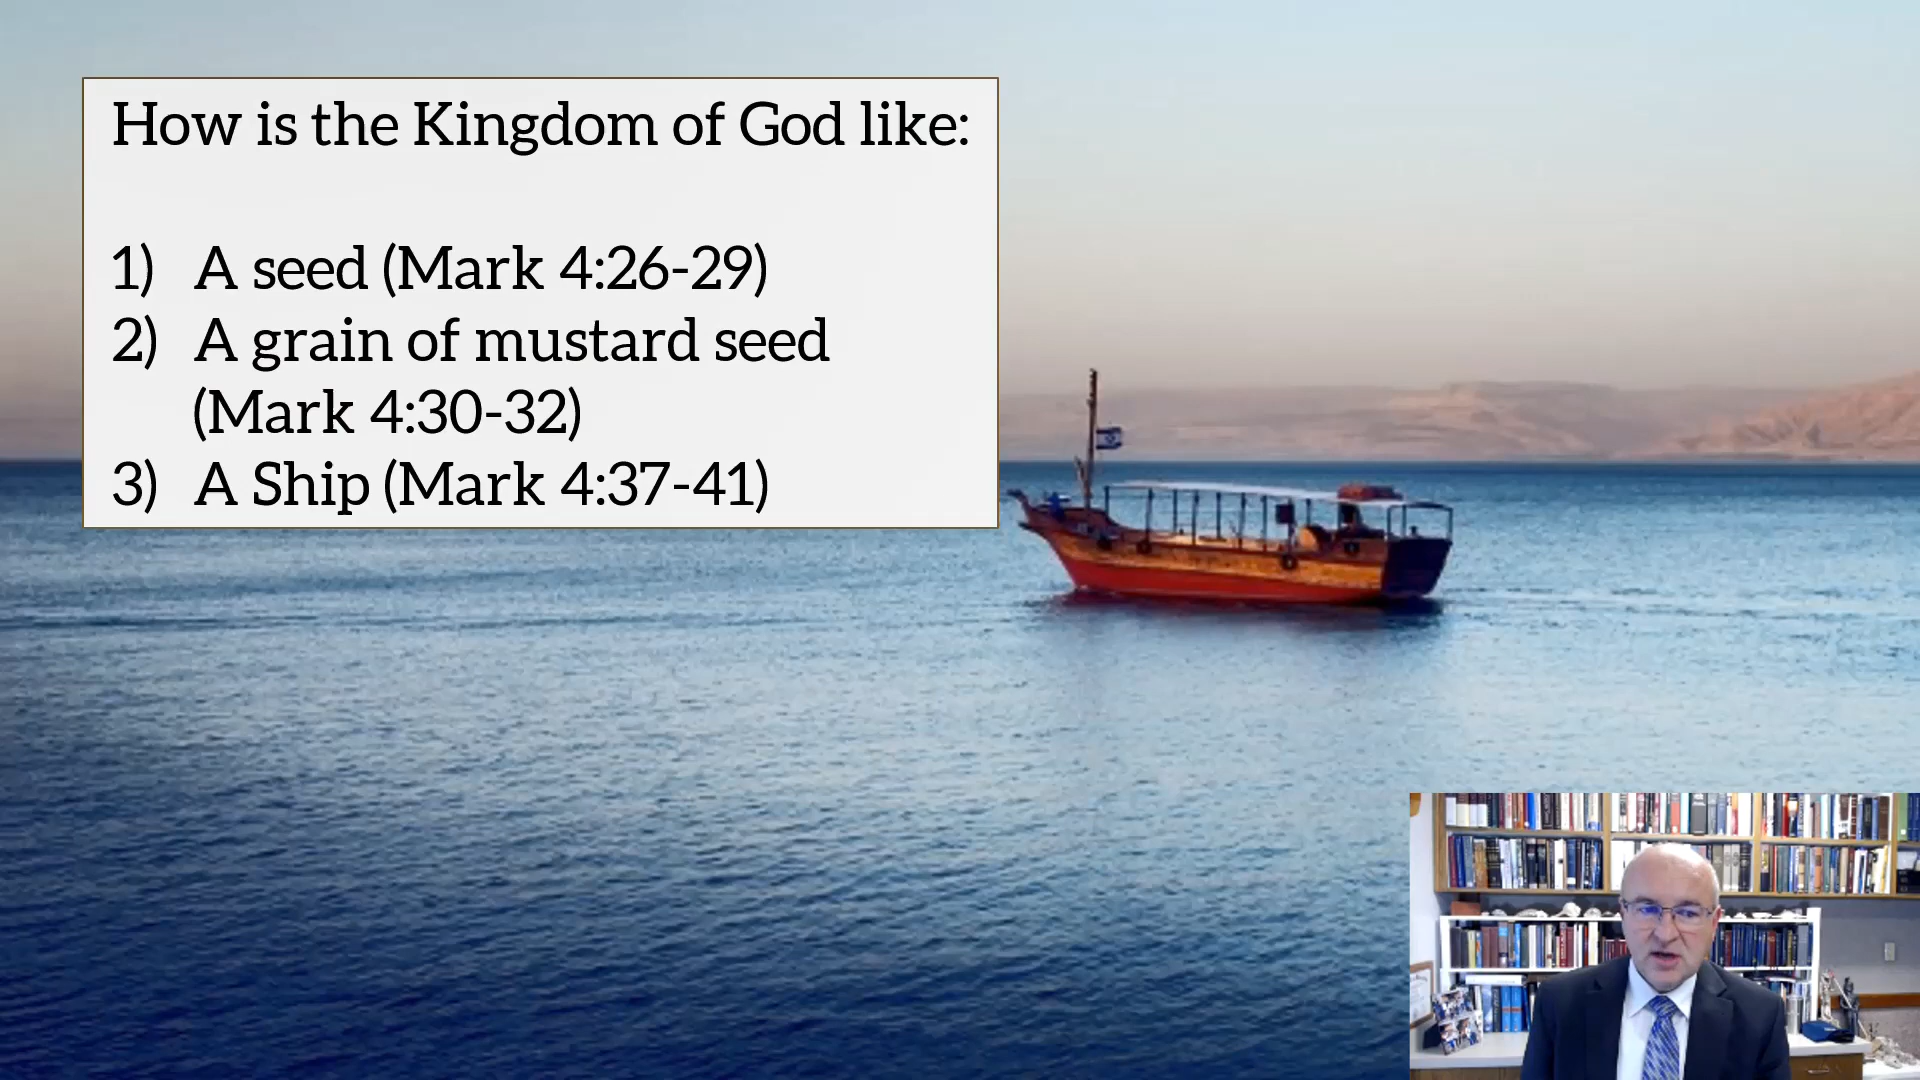 How is the Kingdom of God like:
1) A seed (Mark 4:26-29)
2) A grain of mustard seed
(Mark 4:30-32)
3) A Ship (Mark 4:37-41)